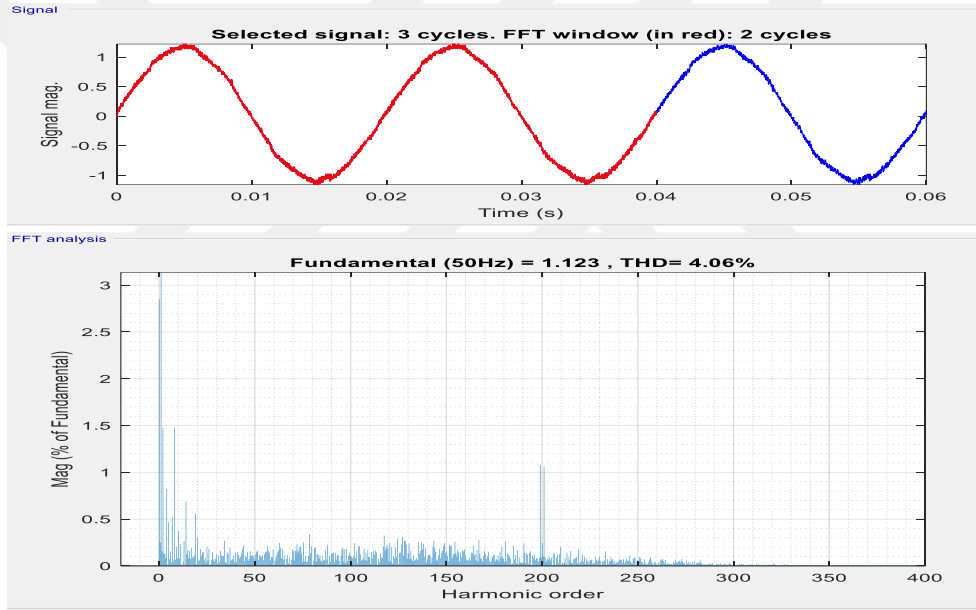 Signal
Selected signal: 3 cycles. FFT window (in red): 2 cycles
Signal mag.
1
0.5
0
-0.5
-1
0 0.01 0.02 0.03 0.04 0.05 0.06
Time (s)
FFT analysis
Fundamental (50Hz) = 1.123 , THD= 4.06%
Mag (% of Fundamental)
3
2.5
2
1.5
1
0.5
0
0 50 100 150 200 250 300 350 400
Harmonic order